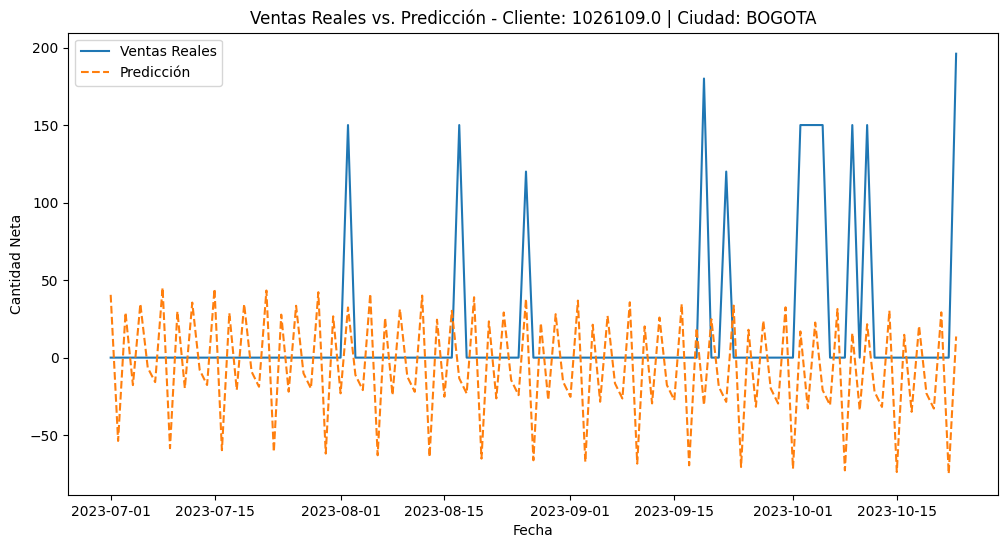 Ventas Reales vs. Predicción - Cliente: 1026109.0 | Ciudad: BOGOTA
Ventas Reales
Predicción
Cantidad Neta
200
150
100
50
0
−50
2023-07-01 2023-07-15 2023-08-01 2023-08-15 2023-09-01 2023-09-15 2023-10-01 2023-10-15
Fecha